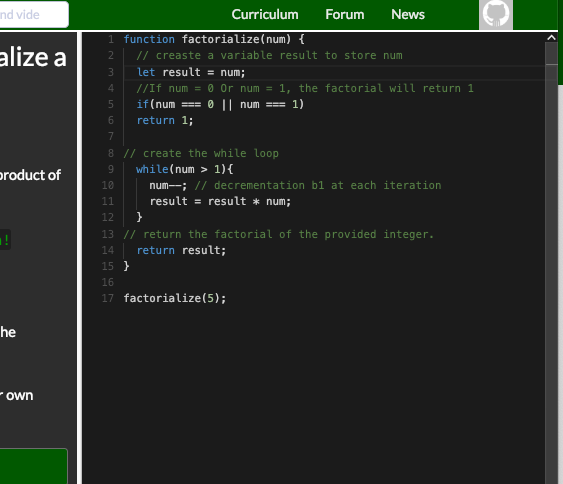 nd vide
Curriculum Forum News
alize a
product of
n!
he
r own
1 function factorialize(num) {
2 // creaste a variable result to store num
3 let result = num;
4 //If num = 0 Or num = 1, the factorial will return 1
5 if(num === 0 || num === 1)
6 return 1;
7
8 // create the while loop
9 while(num > 1){
10 num--; // decrementation b1 at each iteration
11 result = result * num;
12 }
13 // return the factorial of the provided integer.
14 return result;
15 }
16
17 factorialize(5);